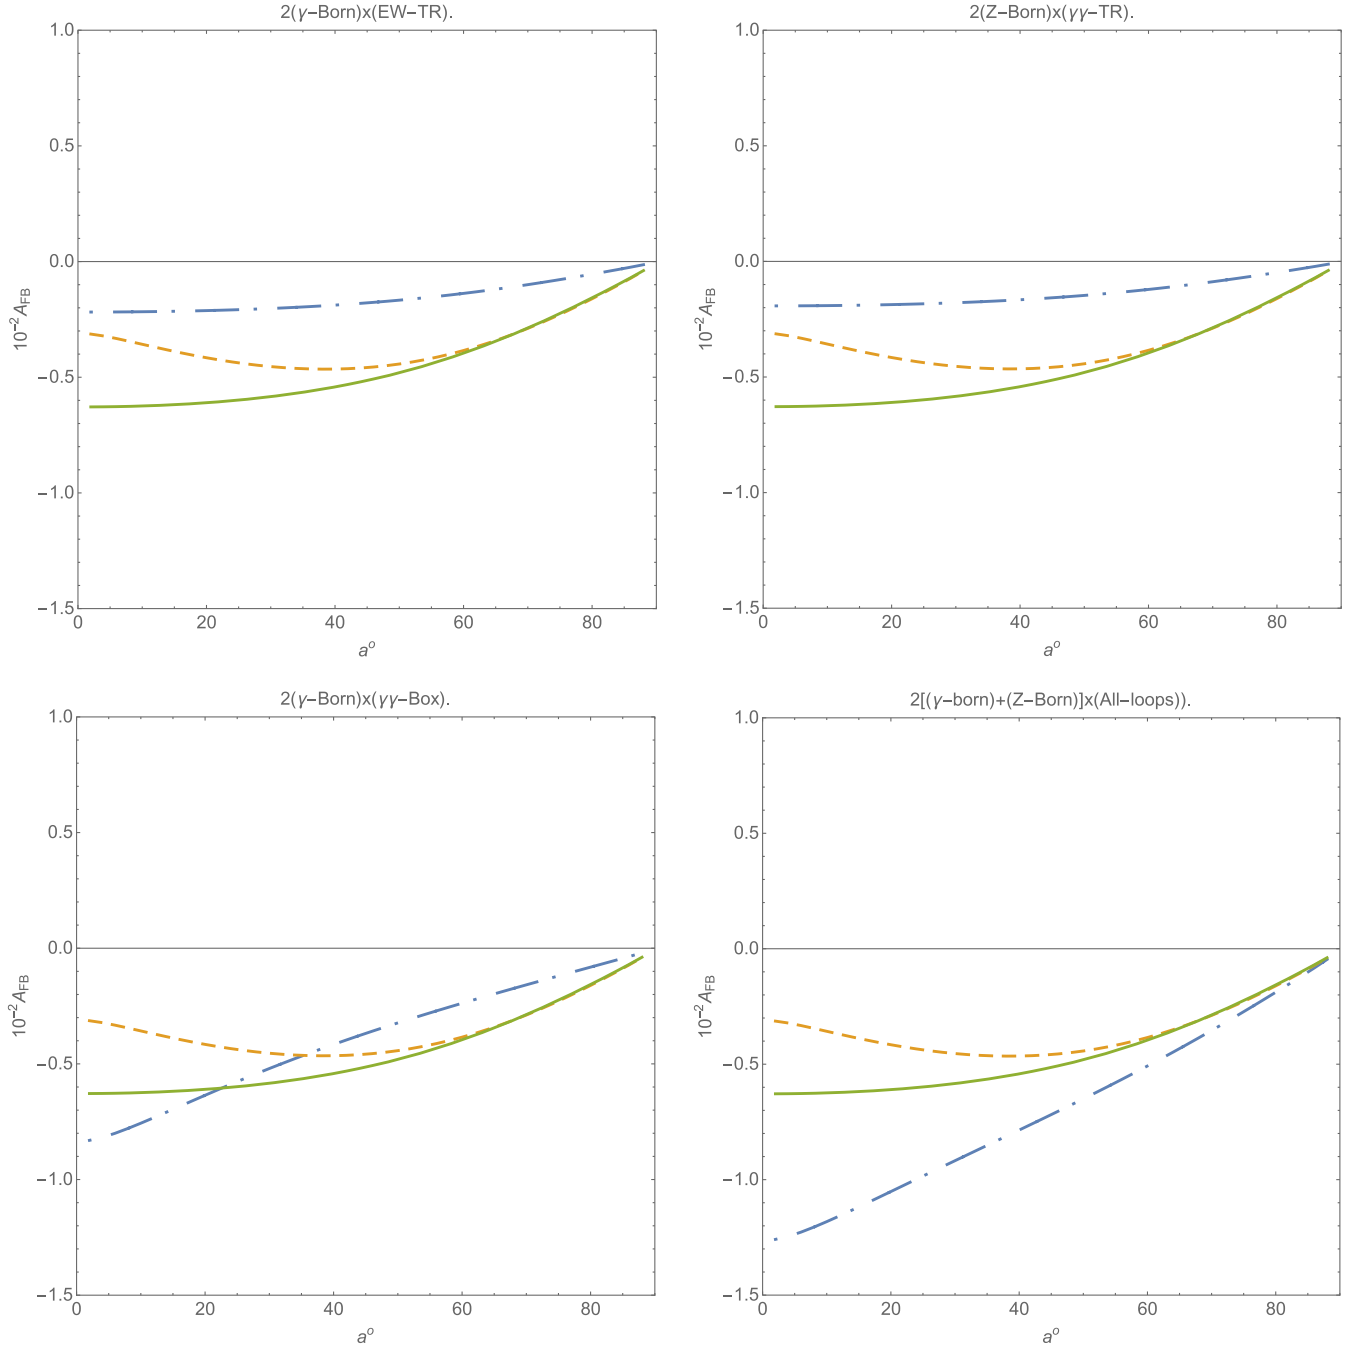 2(γ−Born)x(EW−TR).
1.0
0.5
0.0
−0.5
−1.0
−1.5
10⁻² A_FB
0 20 40 60 80
a°
2(Z−Born)x(γγ−TR).
1.0
0.5
0.0
−0.5
−1.0
−1.5
10⁻² A_FB
0 20 40 60 80
a°
2(γ−Born)x(γγ−Box).
1.0
0.5
0.0
−0.5
−1.0
−1.5
10⁻² A_FB
0 20 40 60 80
a°
2[(γ−born)+(Z−Born)]x(All−loops)).
1.0
0.5
0.0
−0.5
−1.0
−1.5
10⁻² A_FB
0 20 40 60 80
a°